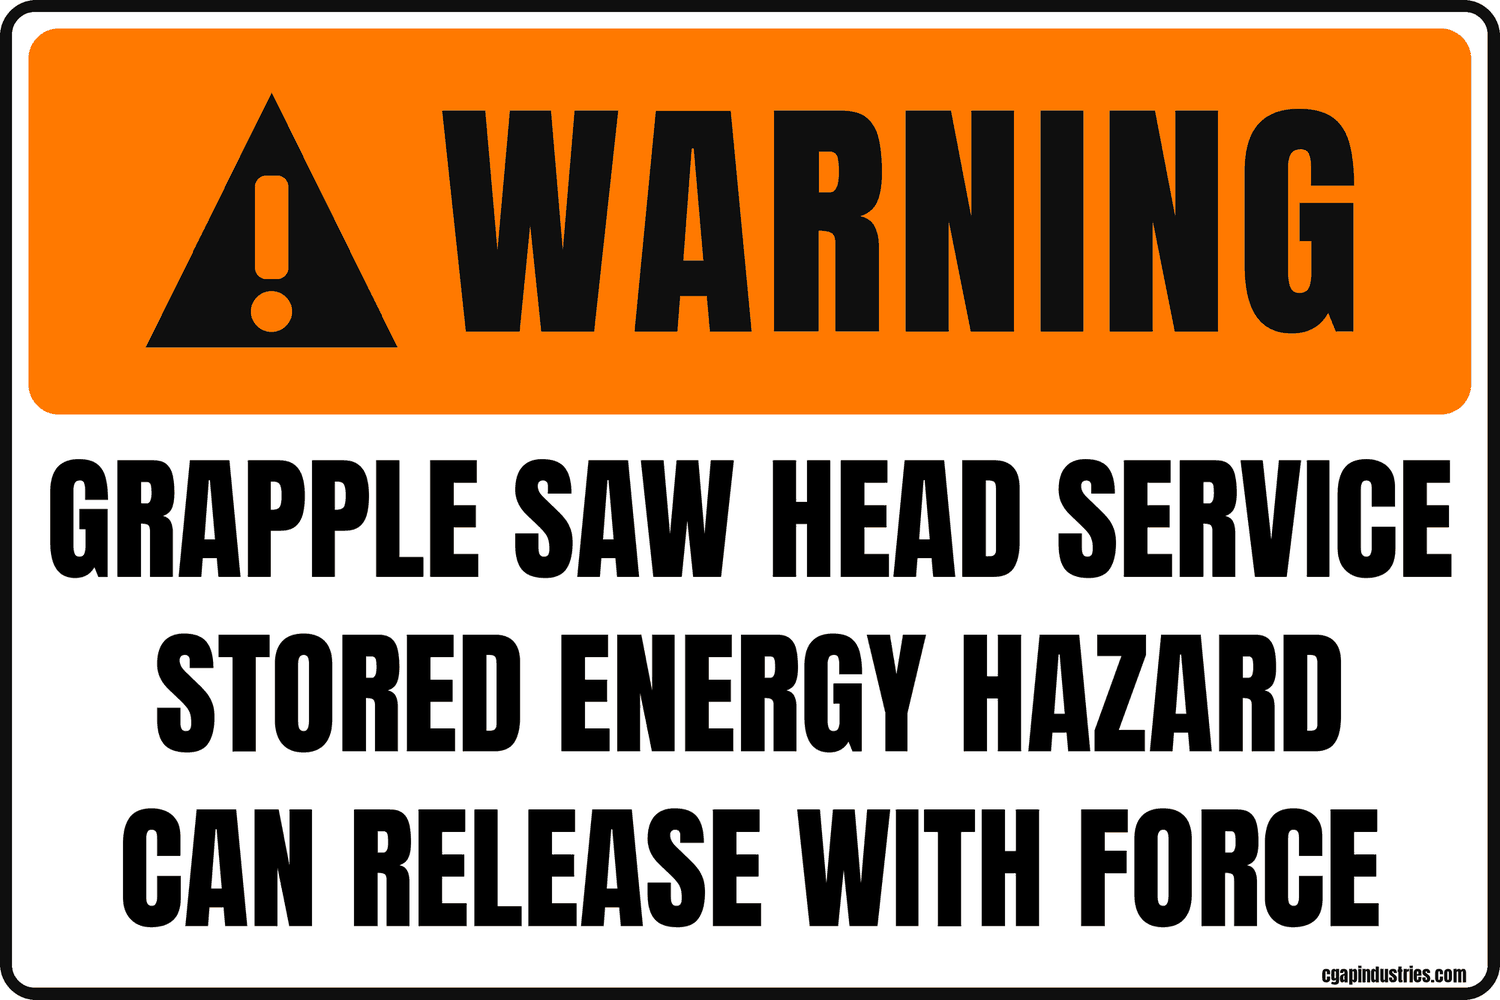 WARNING
GRAPPLE SAW HEAD SERVICE
STORED ENERGY HAZARD
CAN RELEASE WITH FORCE
cgapindustries.com